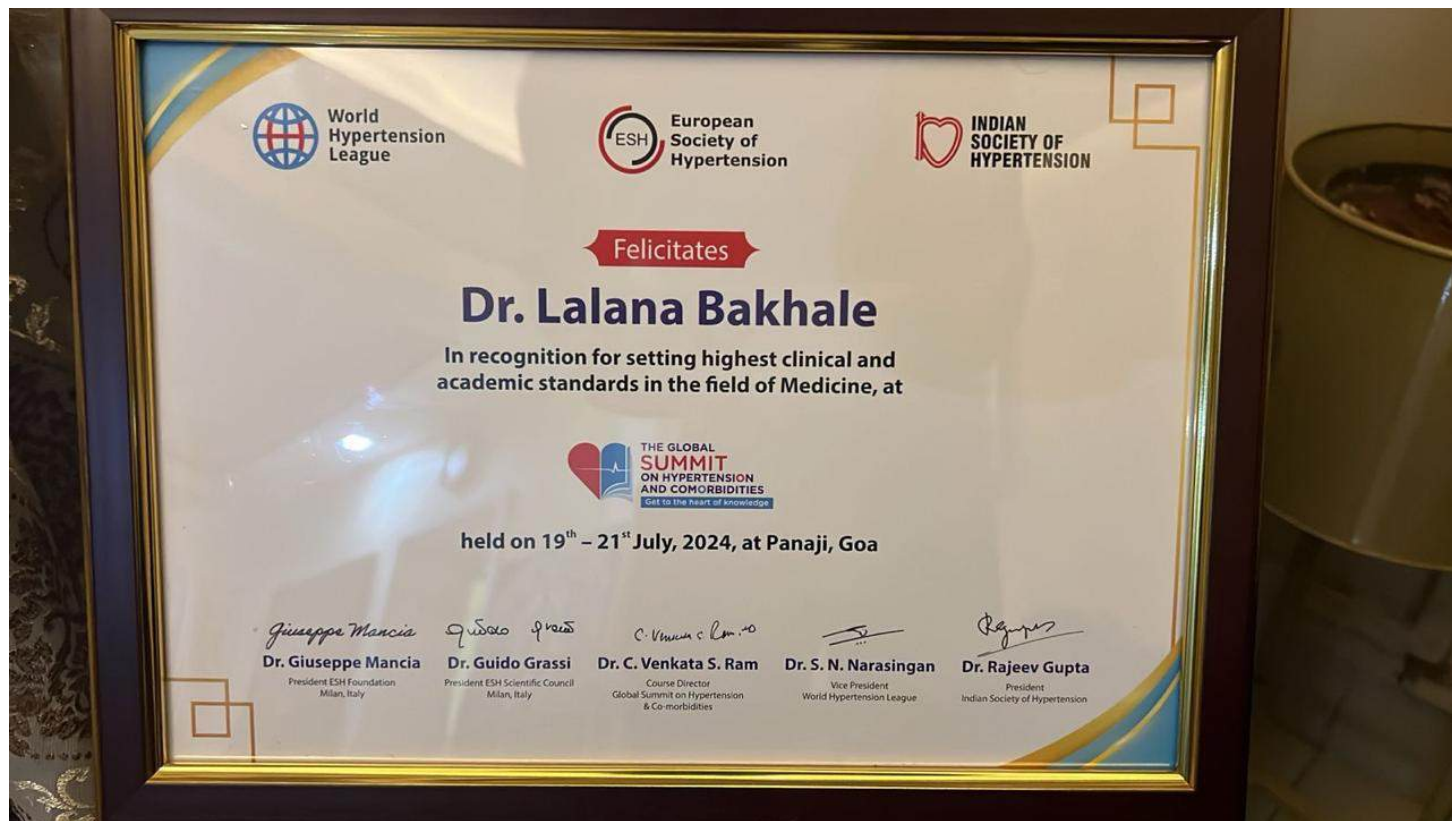 World
Hypertension
League
ESH
European
Society of
Hypertension
INDIAN
SOCIETY OF
HYPERTENSION
Felicitates
Dr. Lalana Bakhale
In recognition for setting highest clinical and
academic standards in the field of Medicine, at
THE GLOBAL
SUMMIT
ON HYPERTENSION
AND COMORBIDITIES
Get to the heart of knowledge
held on 19th – 21st July, 2024, at Panaji, Goa
Giuseppe Mancia
Dr. Giuseppe Mancia
President ESH Foundation
Milan, Italy
Dr. Guido Grassi
President ESH Scientific Council
Milan, Italy
Dr. C. Venkata S. Ram
Course Director
Global Summit on Hypertension
& Co-morbidities
Dr. S. N. Narasingan
Vice President
World Hypertension League
Dr. Rajeev Gupta
President
Indian Society of Hypertension